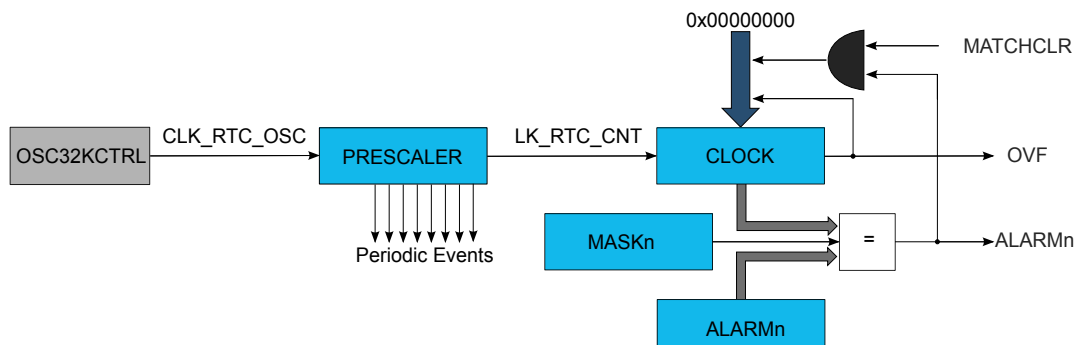 0x00000000
MATCHCLR
CLK_RTC_OSC
LK_RTC_CNT
OSC32KCTRL
PRESCALER
CLOCK
OVF
Periodic Events
MASKn
=
ALARMn
ALARMn